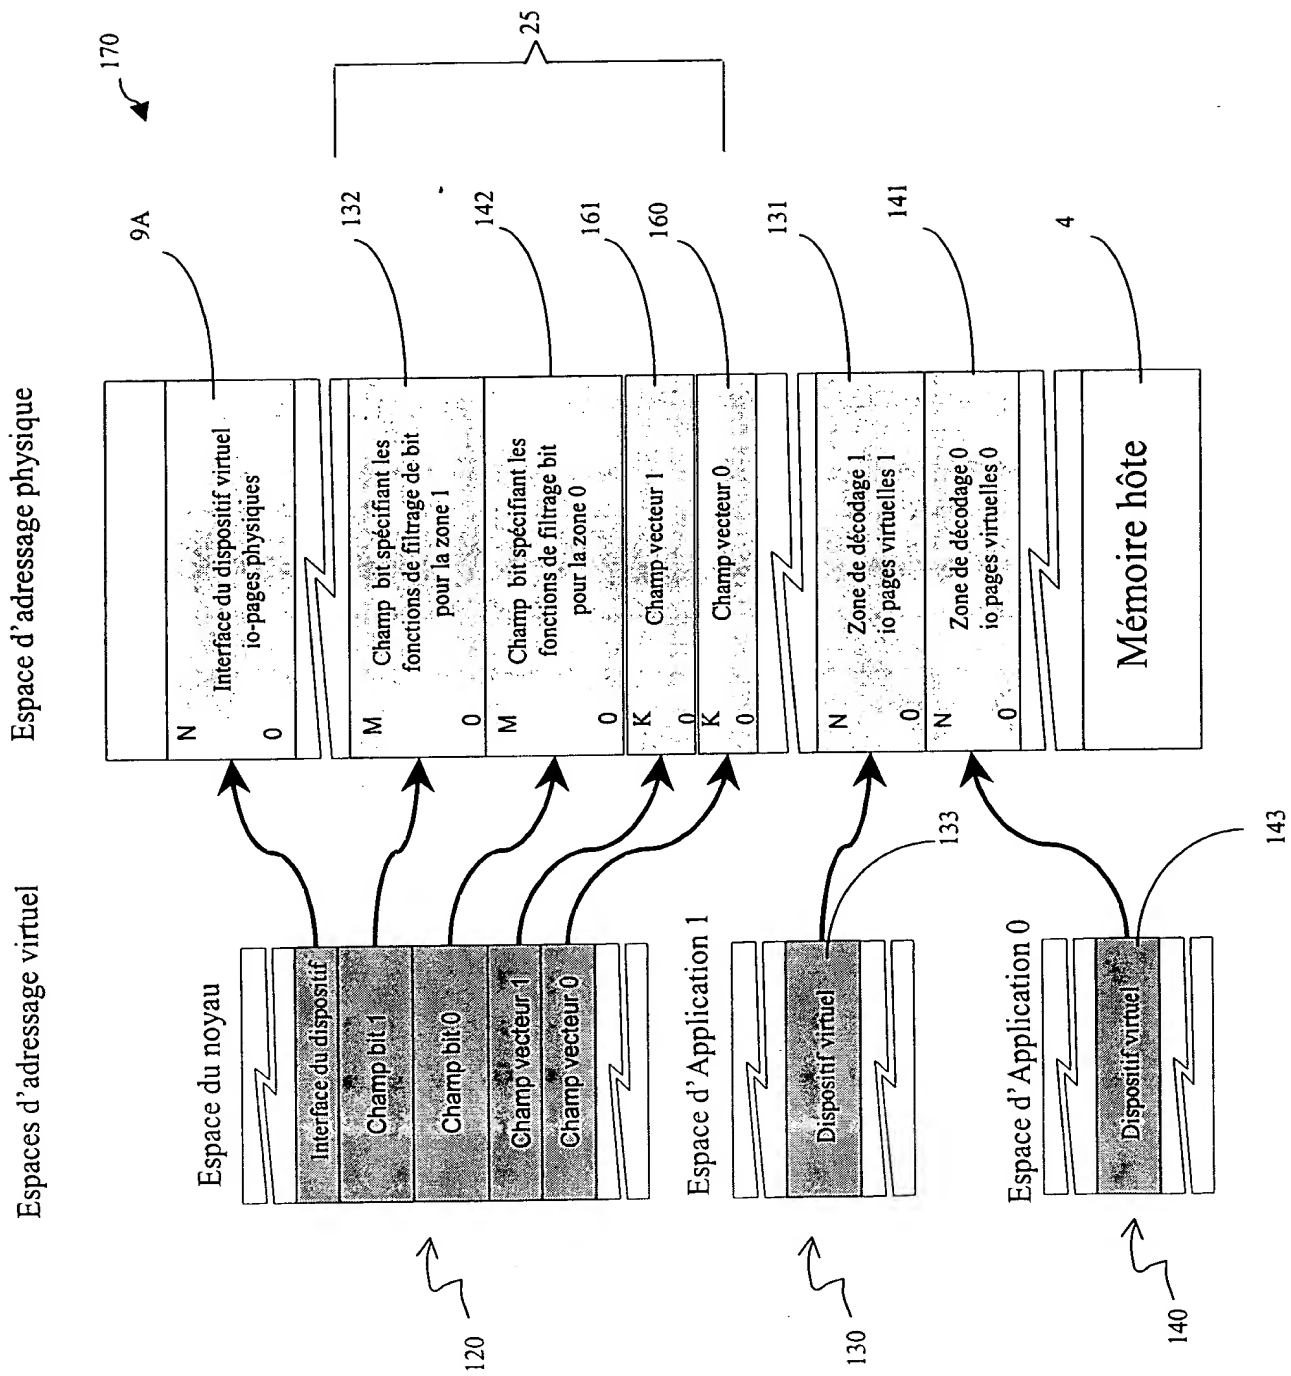 Espaces d'adressage virtuel
Espace d'adressage physique
170
Espace du noyau
Interface du dispositif
Champ bit 1
Champ bit 0
Champ vecteur 1
Champ vecteur 0
120
Espace d'Application 1
Dispositif virtuel
133
130
Espace d'Application 0
Dispositif virtuel
143
140
N
Interface du dispositif virtuel
io-pages physiques
0
9A
M
Champ bit spécifiant les
fonctions de filtrage de bit
pour la zone 1
0
132
M
Champ bit spécifiant les
fonctions de filtrage bit
pour la zone 0
0
142
K
Champ vecteur 1
0
161
K
Champ vecteur 0
0
160
25
N
Zone de décodage 1
io pages virtuelles 1
0
131
N
Zone de décodage 0
io pages virtuelles 0
0
141
Mémoire hôte
4